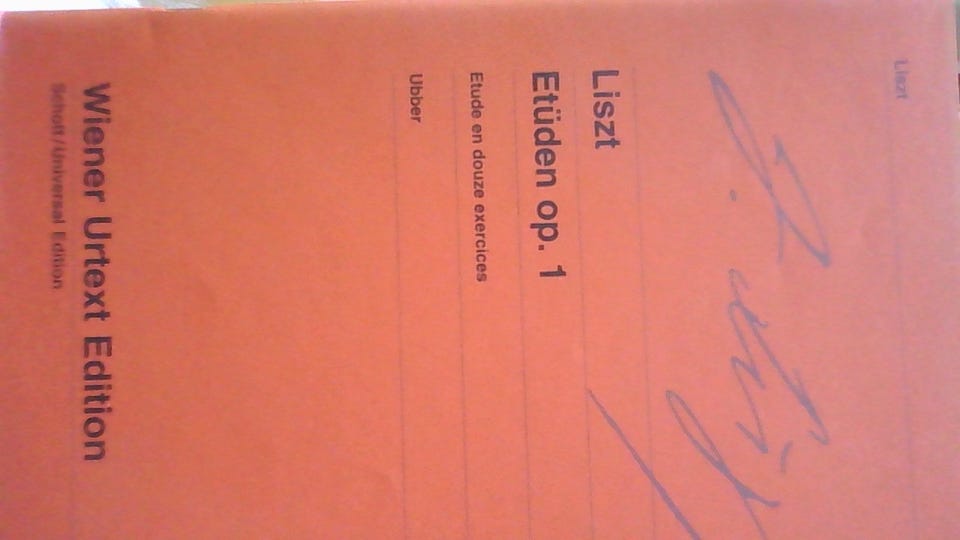 Liszt
Liszt
Etüden op. 1
Etude en douze exercices
Ubber
Wiener Urtext Edition
Schott / Universal Edition